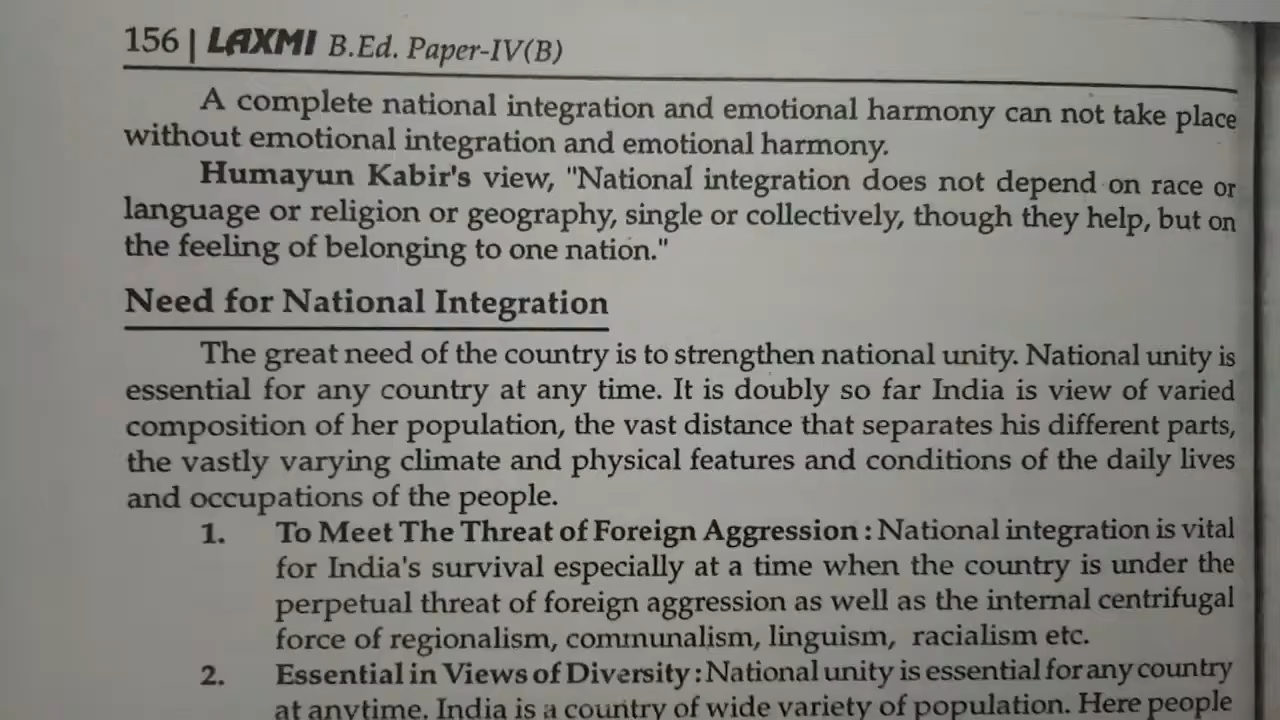 156 | LAXMI B.Ed. Paper-IV(B)
A complete national integration and emotional harmony can not take place
without emotional integration and emotional harmony.
Humayun Kabir's view, "National integration does not depend on race or
language or religion or geography, single or collectively, though they help, but on
the feeling of belonging to one nation."
Need for National Integration
The great need of the country is to strengthen national unity. National unity is
essential for any country at any time. It is doubly so far India is view of varied
composition of her population, the vast distance that separates his different parts,
the vastly varying climate and physical features and conditions of the daily lives
and occupations of the people.
1. To Meet The Threat of Foreign Aggression : National integration is vital
for India's survival especially at a time when the country is under the
perpetual threat of foreign aggression as well as the internal centrifugal
force of regionalism, communalism, linguism, racialism etc.
2. Essential in Views of Diversity : National unity is essential for any country
at anytime. India is a country of wide variety of population. Here people